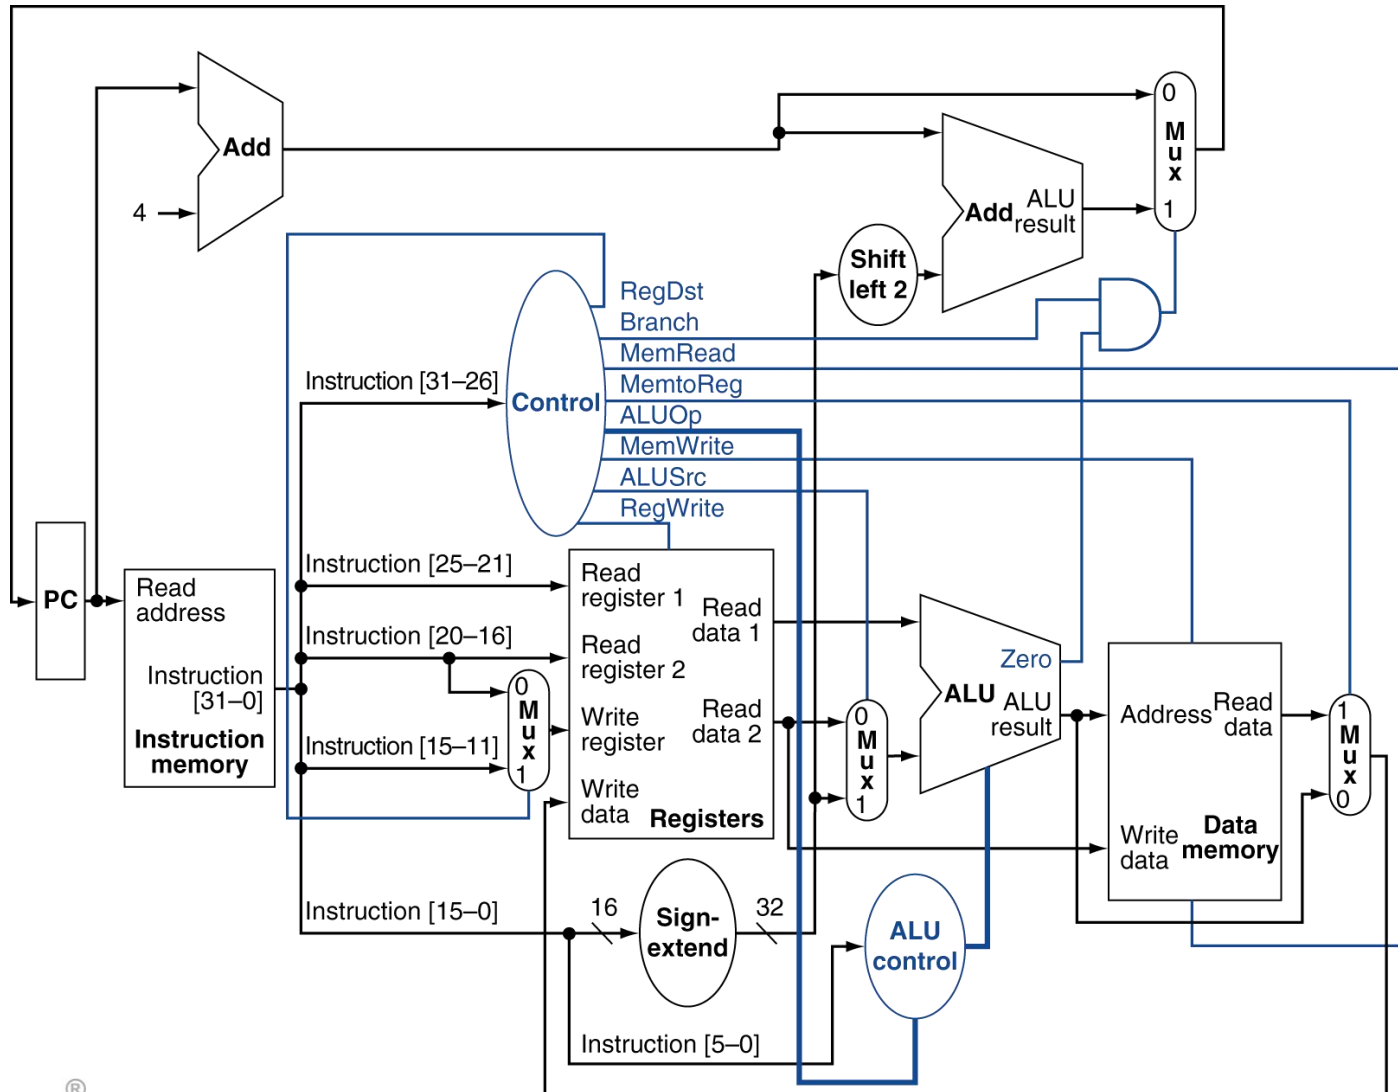 0
M
u
x
1
Add
4
ALU
Add result
Shift
left 2
RegDst
Branch
MemRead
MemtoReg
ALUOp
MemWrite
ALUSrc
RegWrite
Control
Instruction [31–26]
Instruction [25–21]
Instruction [20–16]
Instruction [15–11]
Instruction [15–0]
Instruction [5–0]
PC
Read
address
Instruction
[31–0]
Instruction
memory
0
M
u
x
1
Read
register 1
Read
register 2
Write
register
Write
data
Read
data 1
Read
data 2
Registers
0
M
u
x
1
Zero
ALU
ALU
result
Address
Read
data
Write
data
Data
memory
1
M
u
x
0
16
Sign-
extend
32
ALU
control
®